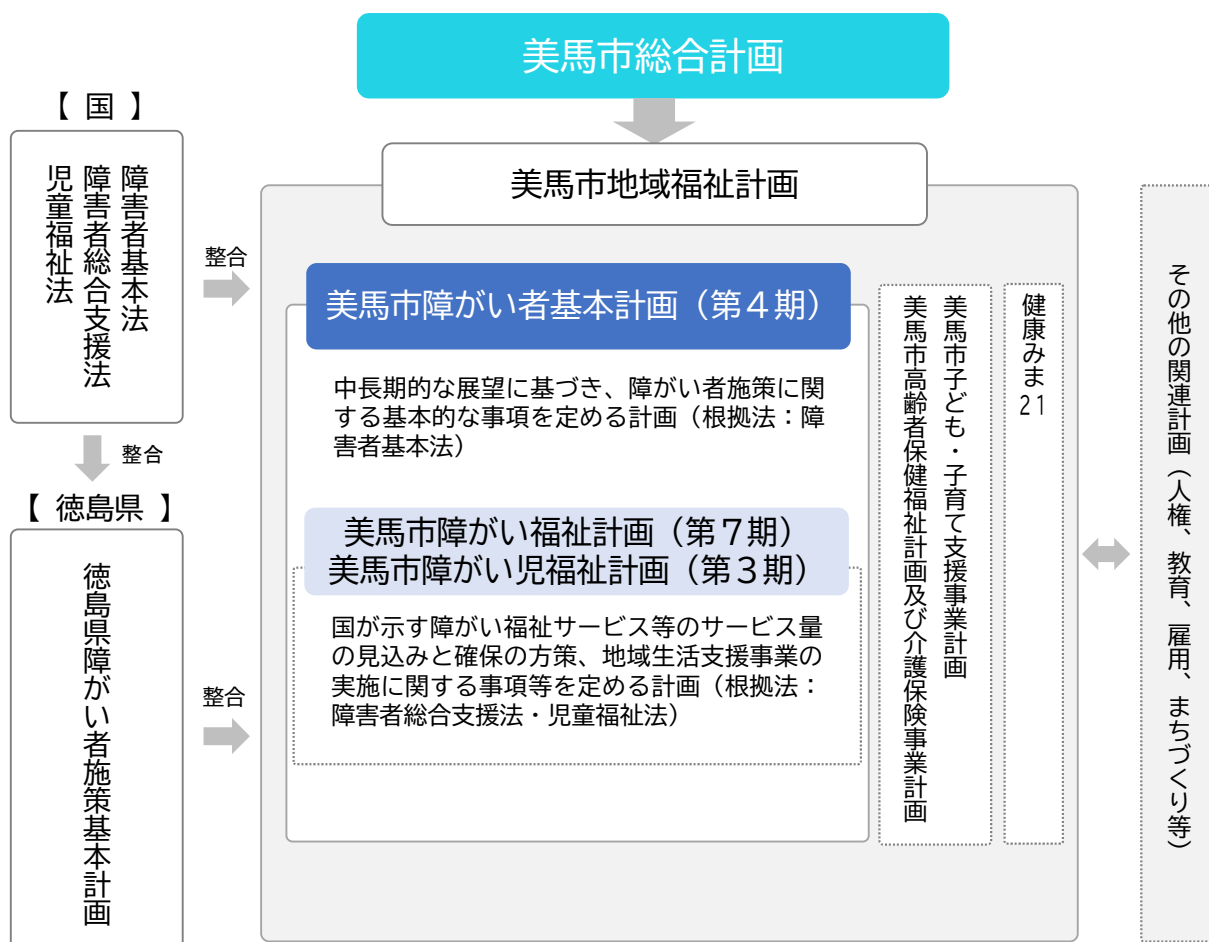 美馬市総合計画
【 国 】
障害者基本法
障害者総合支援法
児童福祉法
整合
整合
【 徳島県 】
徳島県障がい者施策基本計画
整合
美馬市地域福祉計画
美馬市障がい者基本計画（第４期）
中長期的な展望に基づき、障がい者施策に関
する基本的な事項を定める計画（根拠法：障
害者基本法）
美馬市障がい福祉計画（第７期）
美馬市障がい児福祉計画（第３期）
国が示す障がい福祉サービス等のサービス量
の見込みと確保の方策、地域生活支援事業の
実施に関する事項等を定める計画（根拠法：
障害者総合支援法・児童福祉法）
美馬市子ども・子育て支援事業計画
美馬市高齢者保健福祉計画及び介護保険事業計画
健康みま21
その他の関連計画（人権、教育、雇用、まちづくり等）